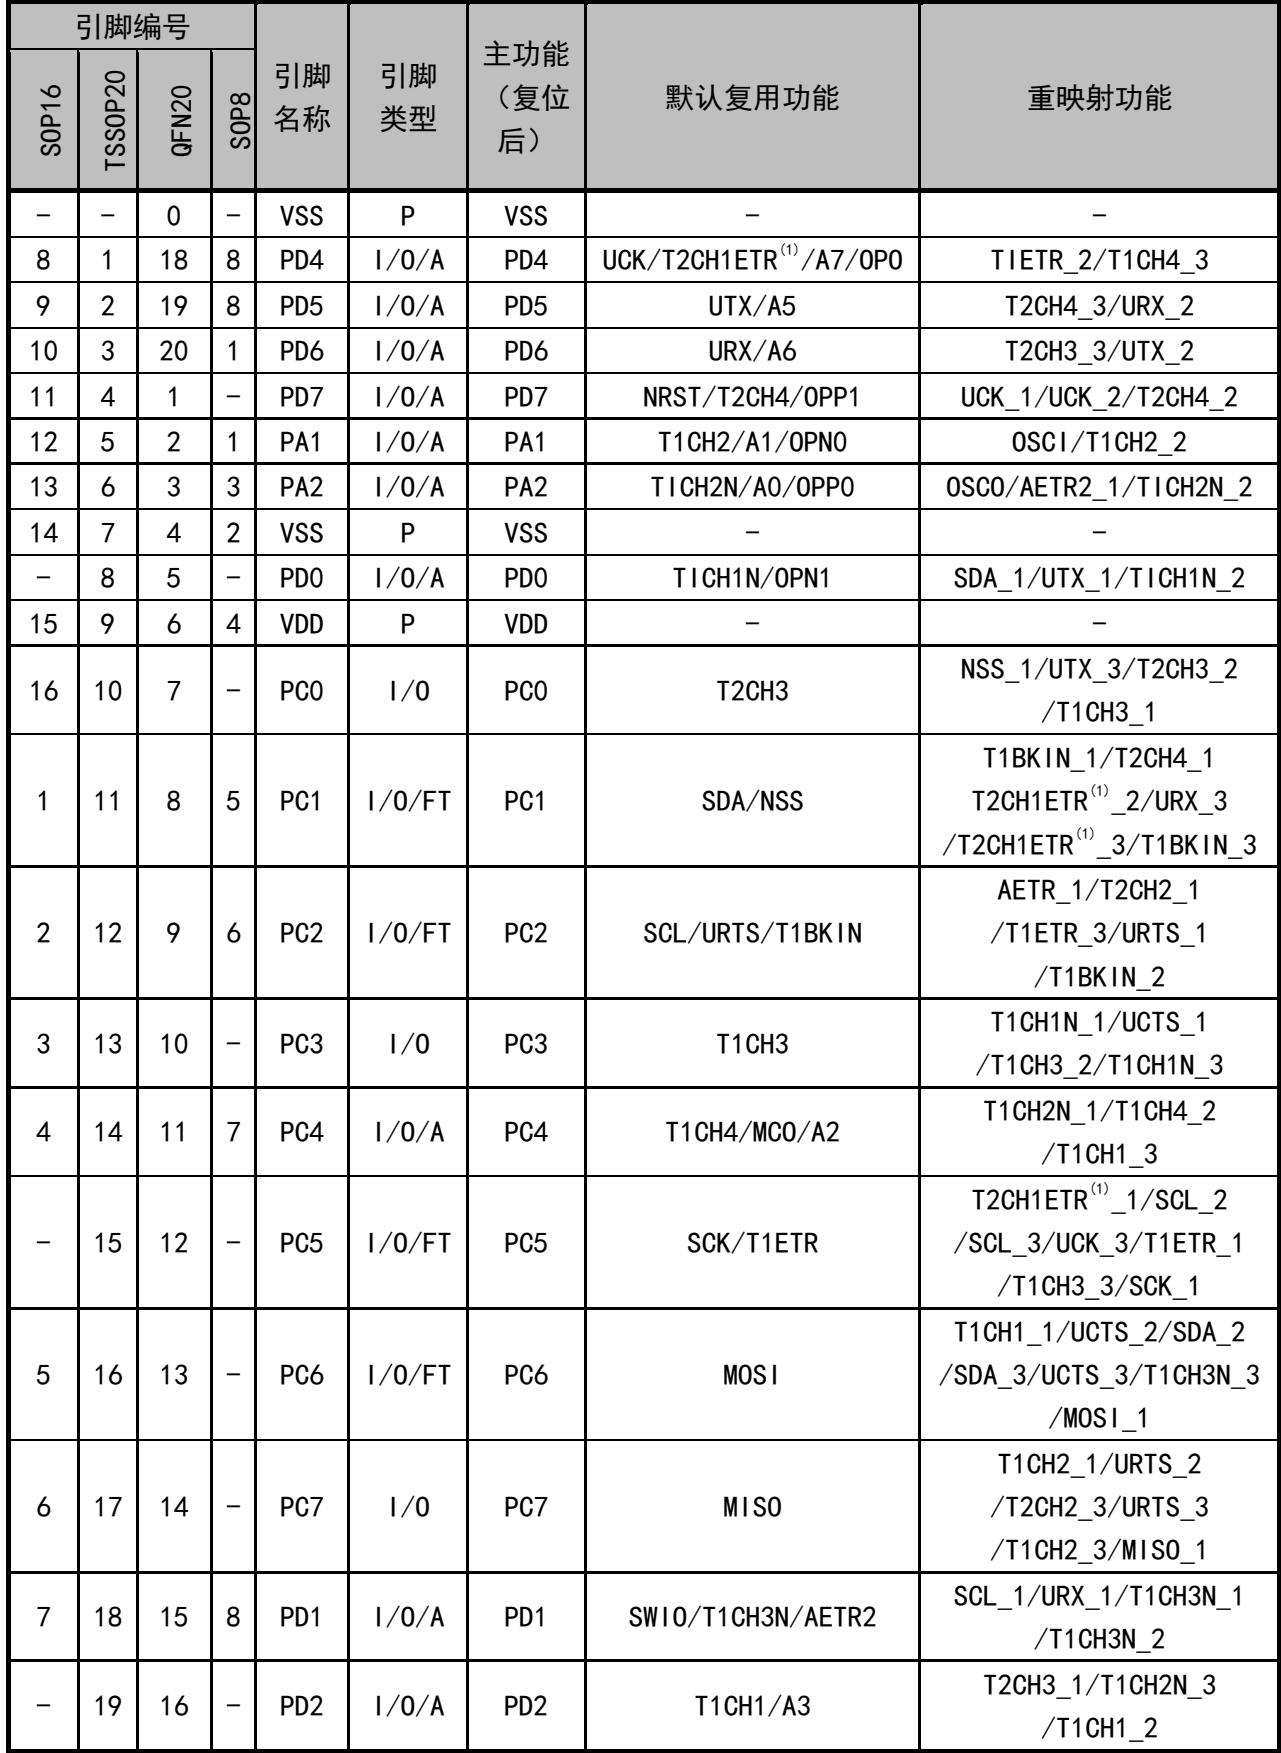 引脚编号
SOP16 TSSOP20 QFN20 SOP8 引脚名称 引脚类型 主功能（复位后） 默认复用功能 重映射功能
- - 0 - VSS P VSS - -
8 1 18 8 PD4 I/O/A PD4 UCK/T2CH1ETR(1)/A7/OPO TIETR_2/T1CH4_3
9 2 19 8 PD5 I/O/A PD5 UTX/A5 T2CH4_3/URX_2
10 3 20 1 PD6 I/O/A PD6 URX/A6 T2CH3_3/UTX_2
11 4 1 - PD7 I/O/A PD7 NRST/T2CH4/OPP1 UCK_1/UCK_2/T2CH4_2
12 5 2 1 PA1 I/O/A PA1 T1CH2/A1/OPN0 OSCI/T1CH2_2
13 6 3 3 PA2 I/O/A PA2 TICH2N/A0/OPP0 OSCO/AETR2_1/TICH2N_2
14 7 4 2 VSS P VSS - -
- 8 5 - PD0 I/O/A PD0 TICH1N/OPN1 SDA_1/UTX_1/TICH1N_2
15 9 6 4 VDD P VDD - -
16 10 7 - PC0 I/O PC0 T2CH3 NSS_1/UTX_3/T2CH3_2
/T1CH3_1
1 11 8 5 PC1 I/O/FT PC1 SDA/NSS T1BKIN_1/T2CH4_1
T2CH1ETR(1)_2/URX_3
/T2CH1ETR(1)_3/T1BKIN_3
2 12 9 6 PC2 I/O/FT PC2 SCL/URTS/T1BKIN AETR_1/T2CH2_1
/T1ETR_3/URTS_1
/T1BKIN_2
3 13 10 - PC3 I/O PC3 T1CH3 T1CH1N_1/UCTS_1
/T1CH3_2/T1CH1N_3
4 14 11 7 PC4 I/O/A PC4 T1CH4/MCO/A2 T1CH2N_1/T1CH4_2
/T1CH1_3
- 15 12 - PC5 I/O/FT PC5 SCK/T1ETR T2CH1ETR(1)_1/SCL_2
/SCL_3/UCK_3/T1ETR_1
/T1CH3_3/SCK_1
5 16 13 - PC6 I/O/FT PC6 MOSI T1CH1_1/UCTS_2/SDA_2
/SDA_3/UCTS_3/T1CH3N_3
/MOSI_1
6 17 14 - PC7 I/O PC7 MISO T1CH2_1/URTS_2
/T2CH2_3/URTS_3
/T1CH2_3/MISO_1
7 18 15 8 PD1 I/O/A PD1 SWIO/T1CH3N/AETR2 SCL_1/URX_1/T1CH3N_1
/T1CH3N_2
- 19 16 - PD2 I/O/A PD2 T1CH1/A3 T2CH3_1/T1CH2N_3
/T1CH1_2